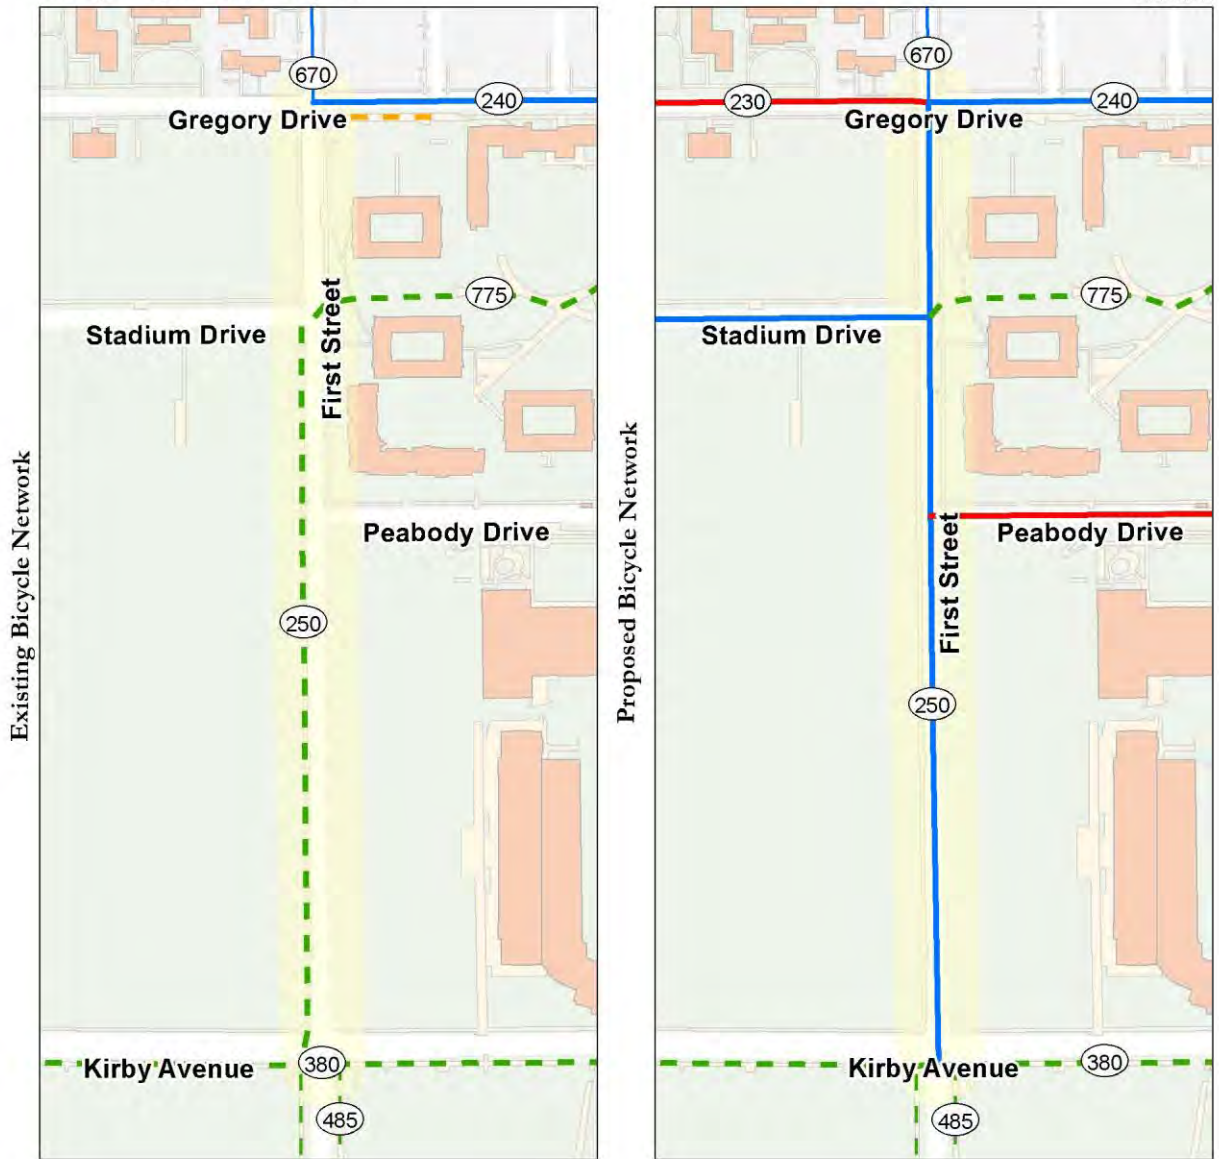 Existing Bicycle Network
670
240
Gregory Drive
775
First Street
Stadium Drive
Peabody Drive
250
Kirby Avenue
380
485
Proposed Bicycle Network
670
230
240
Gregory Drive
775
Stadium Drive
Peabody Drive
First Street
250
Kirby Avenue
380
485